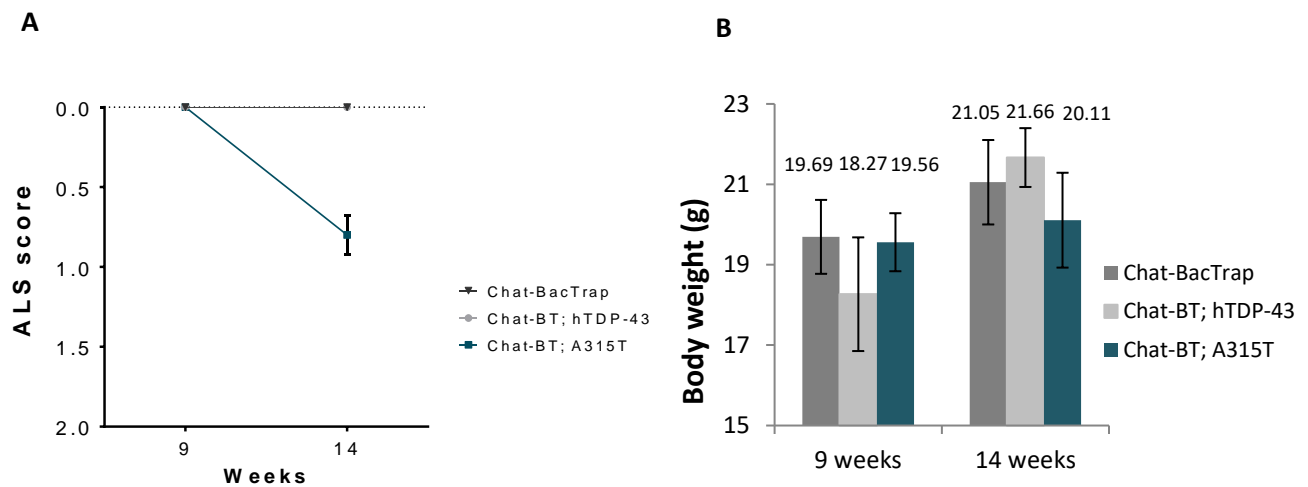 A
ALS score
0.0
0.5
1.0
1.5
2.0
9
14
Weeks
Chat-BacTrap
Chat-BT; hTDP-43
Chat-BT; A315T
B
Body weight (g)
23
21
19
17
15
19.69 18.27 19.56
21.05 21.66 20.11
9 weeks
14 weeks
Chat-BacTrap
Chat-BT; hTDP-43
Chat-BT; A315T